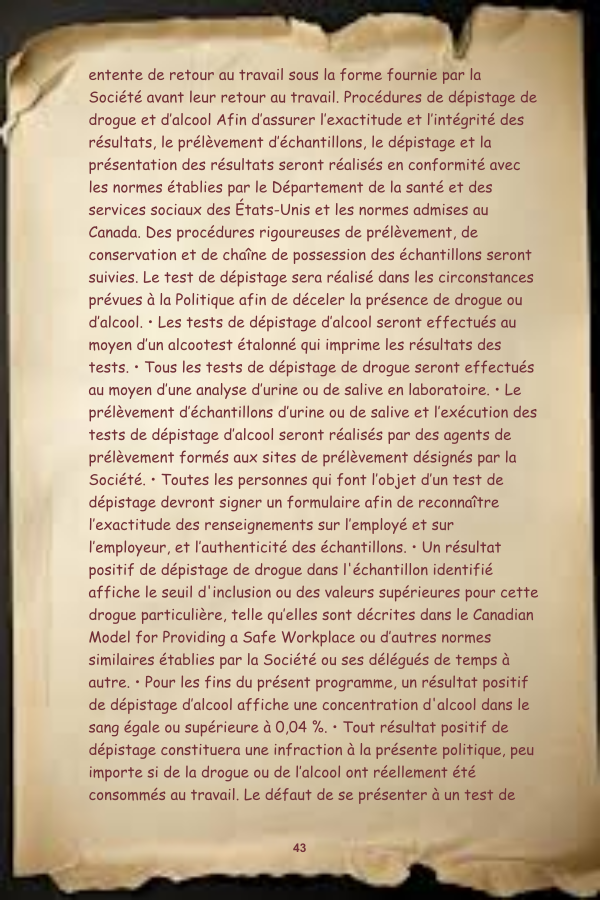 entente de retour au travail sous la forme fournie par la
Société avant leur retour au travail. Procédures de dépistage de
drogue et d’alcool Afin d’assurer l’exactitude et l’intégrité des
résultats, le prélèvement d’échantillons, le dépistage et la
présentation des résultats seront réalisés en conformité avec
les normes établies par le Département de la santé et des
services sociaux des États-Unis et les normes admises au
Canada. Des procédures rigoureuses de prélèvement, de
conservation et de chaîne de possession des échantillons seront
suivies. Le test de dépistage sera réalisé dans les circonstances
prévues à la Politique afin de déceler la présence de drogue ou
d’alcool. • Les tests de dépistage d’alcool seront effectués au
moyen d’un alcootest étalonné qui imprime les résultats des
tests. • Tous les tests de dépistage de drogue seront effectués
au moyen d’une analyse d’urine ou de salive en laboratoire. • Le
prélèvement d’échantillons d’urine ou de salive et l’exécution des
tests de dépistage d’alcool seront réalisés par des agents de
prélèvement formés aux sites de prélèvement désignés par la
Société. • Toutes les personnes qui font l’objet d’un test de
dépistage devront signer un formulaire afin de reconnaître
l’exactitude des renseignements sur l’employé et sur
l’employeur, et l’authenticité des échantillons. • Un résultat
positif de dépistage de drogue dans l'échantillon identifié
affiche le seuil d'inclusion ou des valeurs supérieures pour cette
drogue particulière, telle qu’elles sont décrites dans le Canadian
Model for Providing a Safe Workplace ou d’autres normes
similaires établies par la Société ou ses délégués de temps à
autre. • Pour les fins du présent programme, un résultat positif
de dépistage d’alcool affiche une concentration d'alcool dans le
sang égale ou supérieure à 0,04 %. • Tout résultat positif de
dépistage constituera une infraction à la présente politique, peu
importe si de la drogue ou de l’alcool ont réellement été
consommés au travail. Le défaut de se présenter à un test de
43